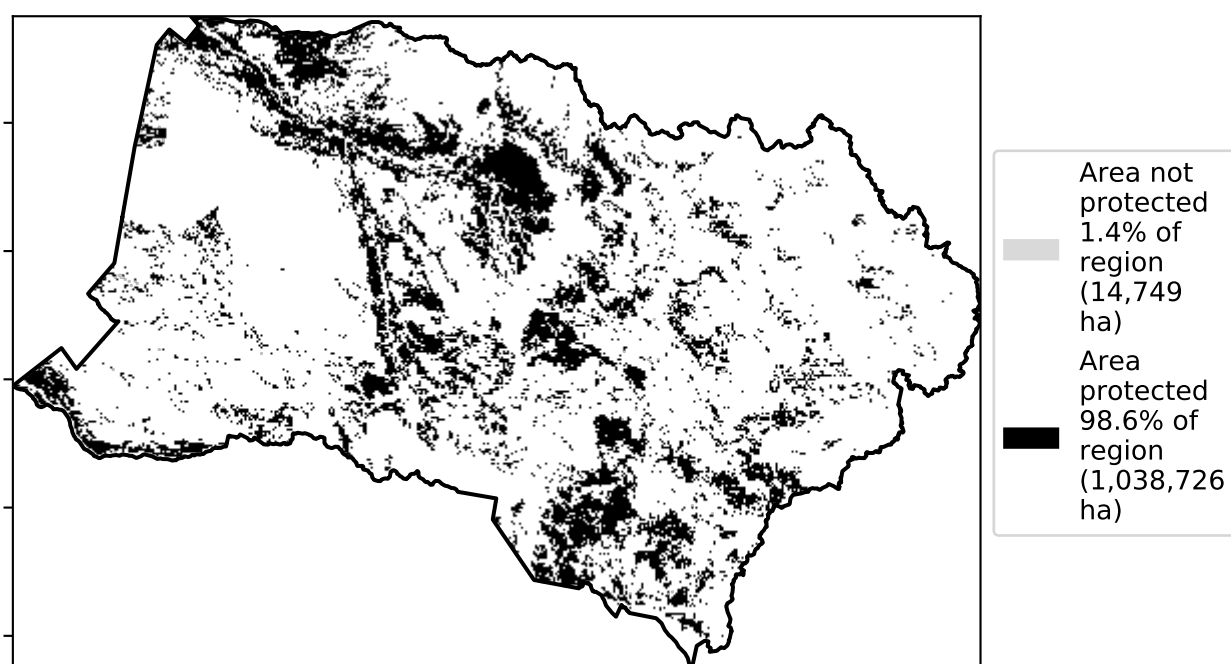 Area not
protected
1.4% of
region
(14,749
ha)
Area
protected
98.6% of
region
(1,038,726
ha)